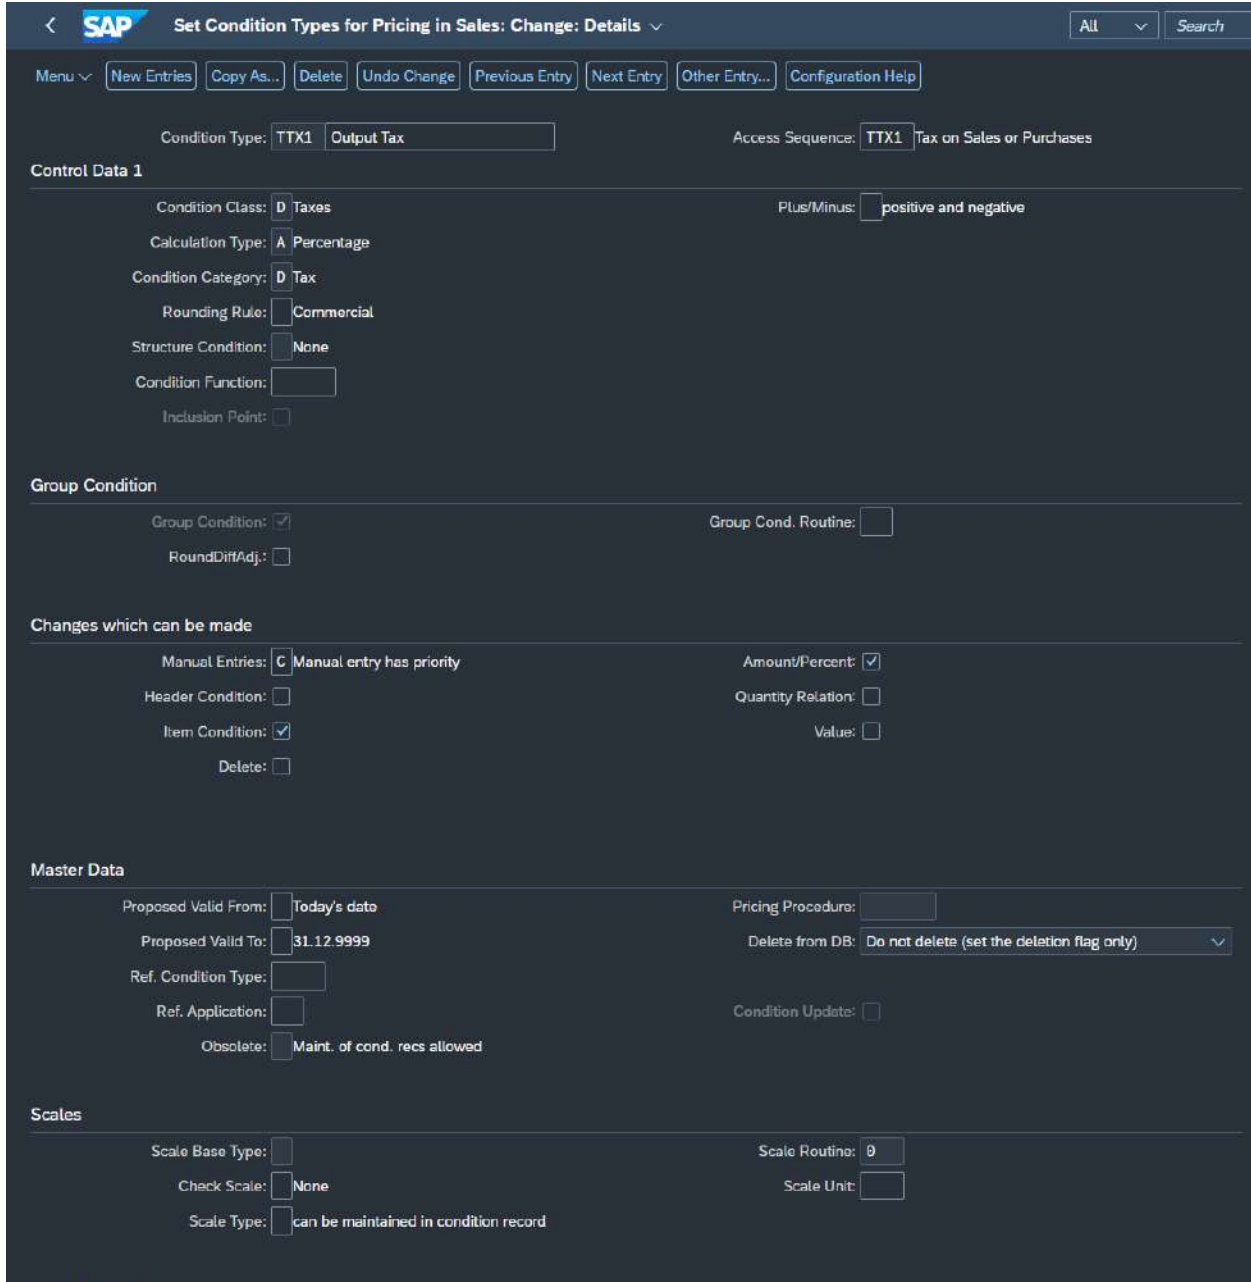 SAP Set Condition Types for Pricing in Sales: Change: Details All Search
Menu New Entries Copy As... Delete Undo Change Previous Entry Next Entry Other Entry... Configuration Help
Condition Type: TTX1 Output Tax Access Sequence: TTX1 Tax on Sales or Purchases
Control Data 1
Condition Class: D Taxes Plus/Minus: positive and negative
Calculation Type: A Percentage
Condition Category: D Tax
Rounding Rule: Commercial
Structure Condition: None
Condition Function:
Inclusion Point:
Group Condition
Group Condition: Group Cond. Routine:
RoundDiffAdj.:
Changes which can be made
Manual Entries: C Manual entry has priority Amount/Percent:
Header Condition: Quantity Relation:
Item Condition: Value:
Delete:
Master Data
Proposed Valid From: Today's date Pricing Procedure:
Proposed Valid To: 31.12.9999 Delete from DB: Do not delete (set the deletion flag only)
Ref. Condition Type:
Ref. Application: Condition Update:
Obsolete: Maint. of cond. recs allowed
Scales
Scale Base Type: Scale Routine: 0
Check Scale: None Scale Unit:
Scale Type: can be maintained in condition record